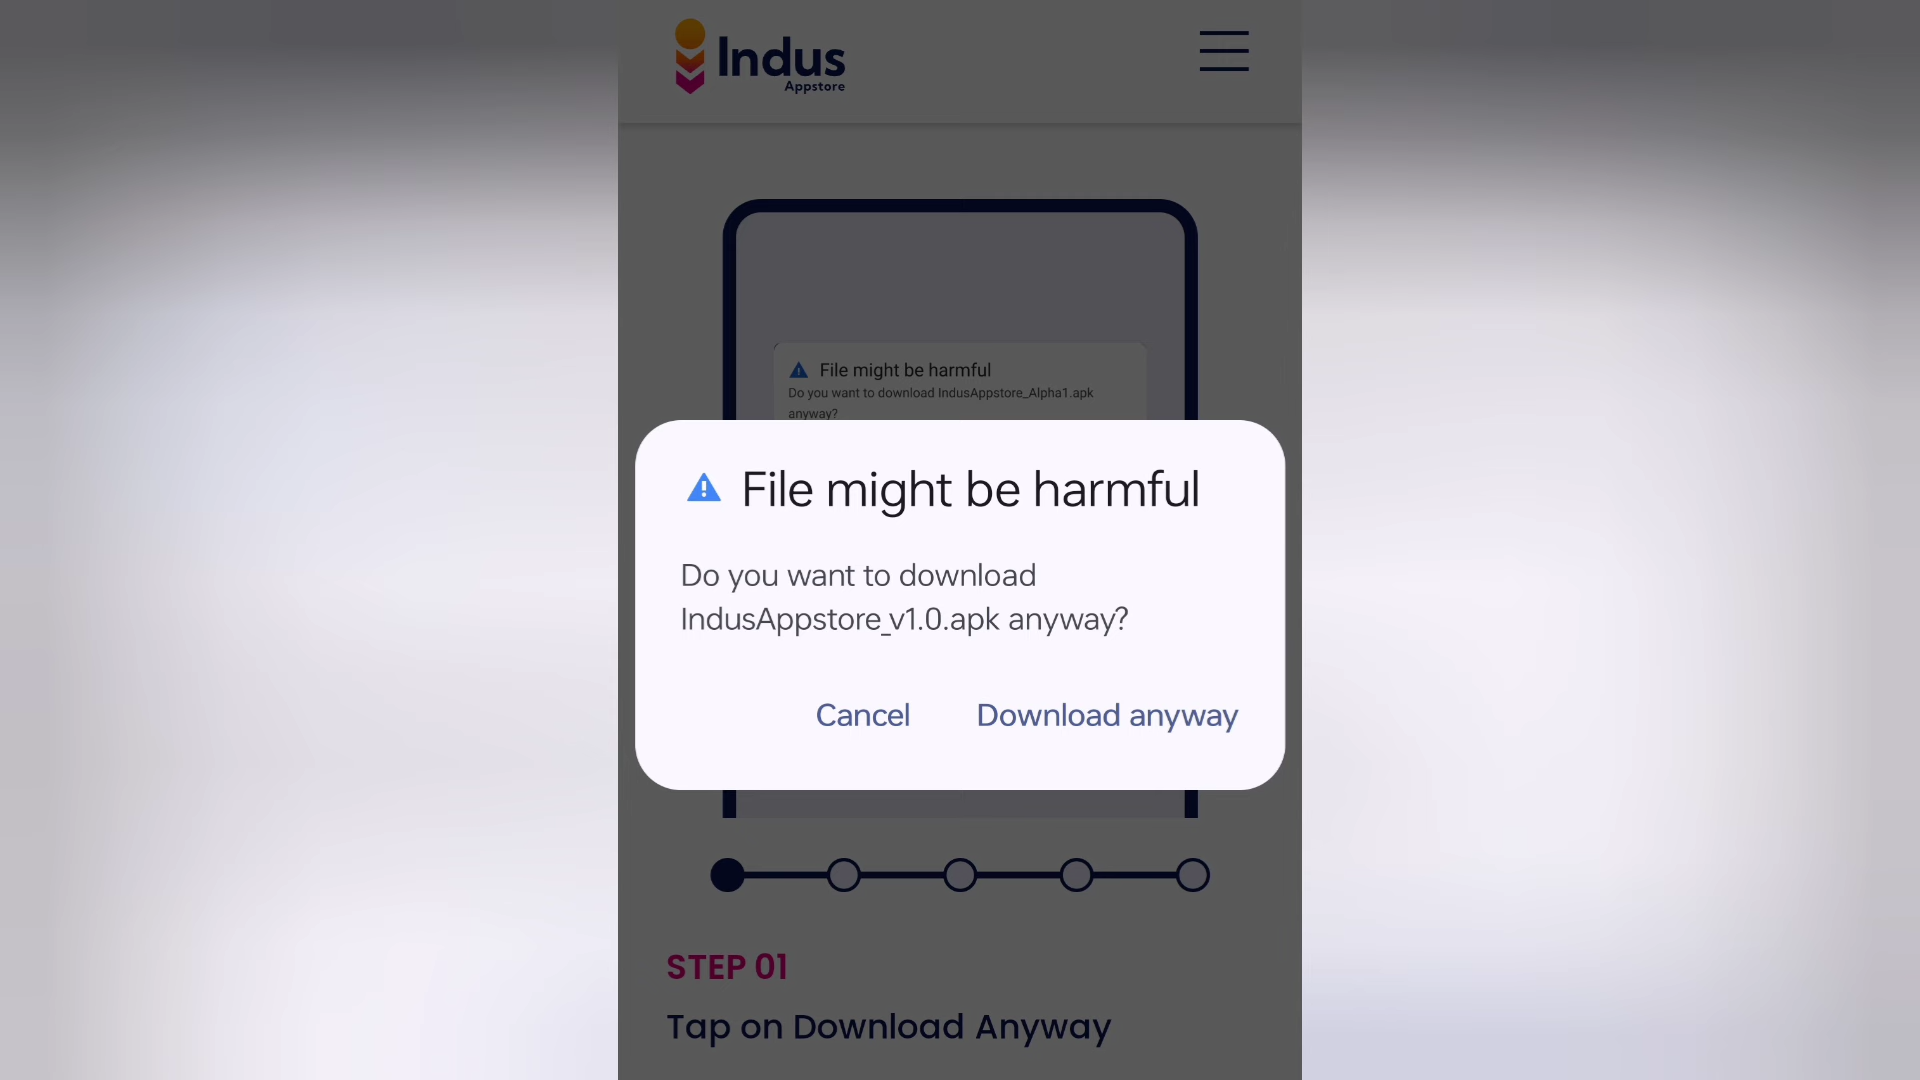 Indus
Appstore
File might be harmful
Do you want to download IndusAppstore_Alpha1.apk
anyway?
File might be harmful
Do you want to download
IndusAppstore_v1.0.apk anyway?
Cancel
Download anyway
STEP 01
Tap on Download Anyway